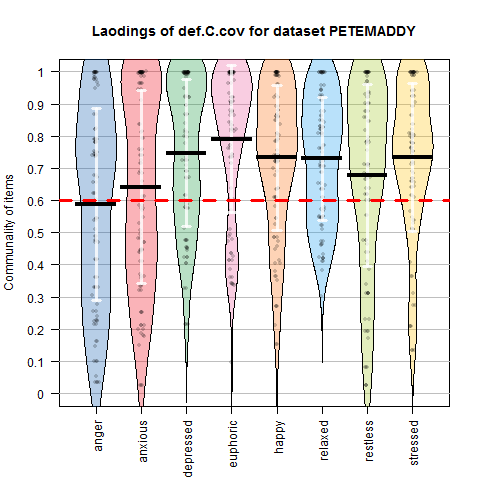 Laodings of def.C.cov for dataset PETEMADDY
Communality of items
1
0.9
0.8
0.7
0.6
0.5
0.4
0.3
0.2
0.1
0
anger
anxious
depressed
euphoric
happy
relaxed
restless
stressed